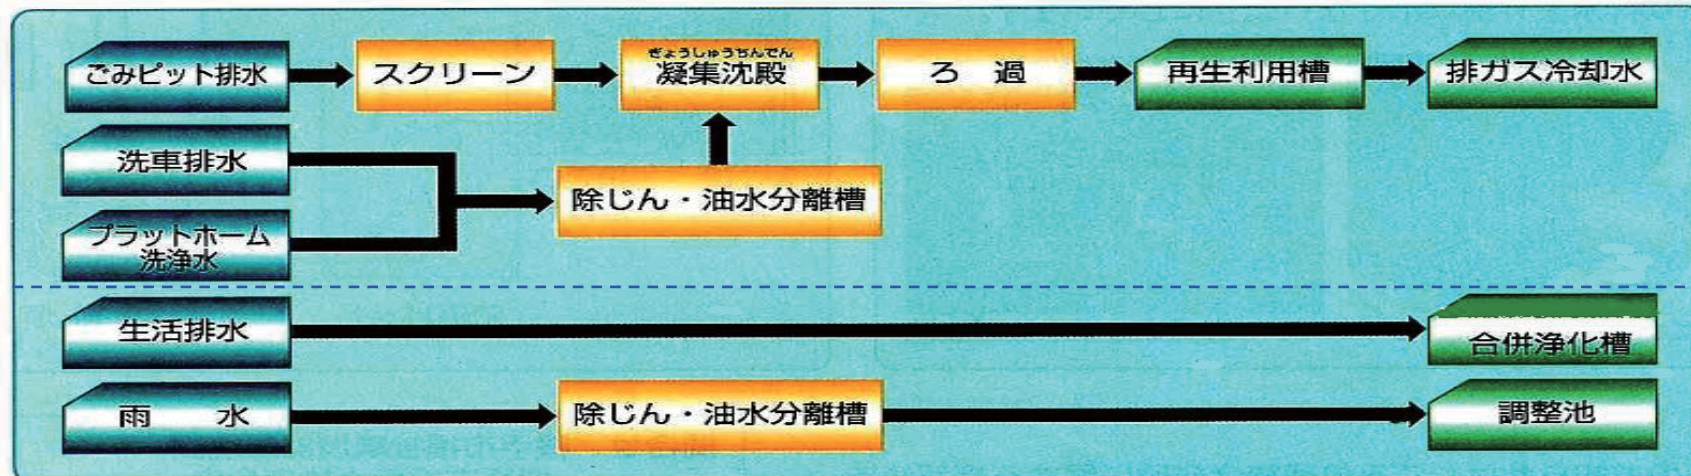 ごみピット排水
スクリーン
ぎょうしゅうちんでん
凝集沈殿
ろ 過
再生利用槽
排ガス冷却水
洗車排水
除じん・油水分離槽
プラットホーム
洗浄水
生活排水
合併浄化槽
雨 水
除じん・油水分離槽
調整池